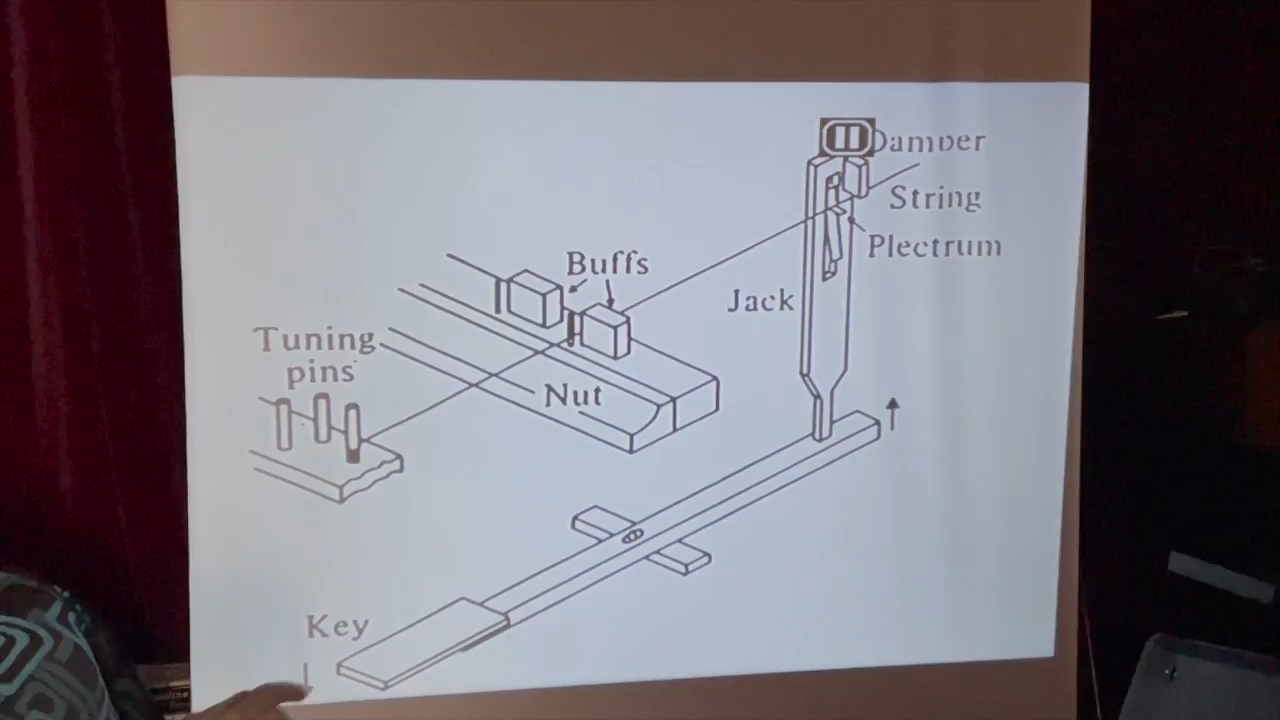 Damper
String
Plectrum
Buffs
Jack
Tuning
pins
Nut
Key